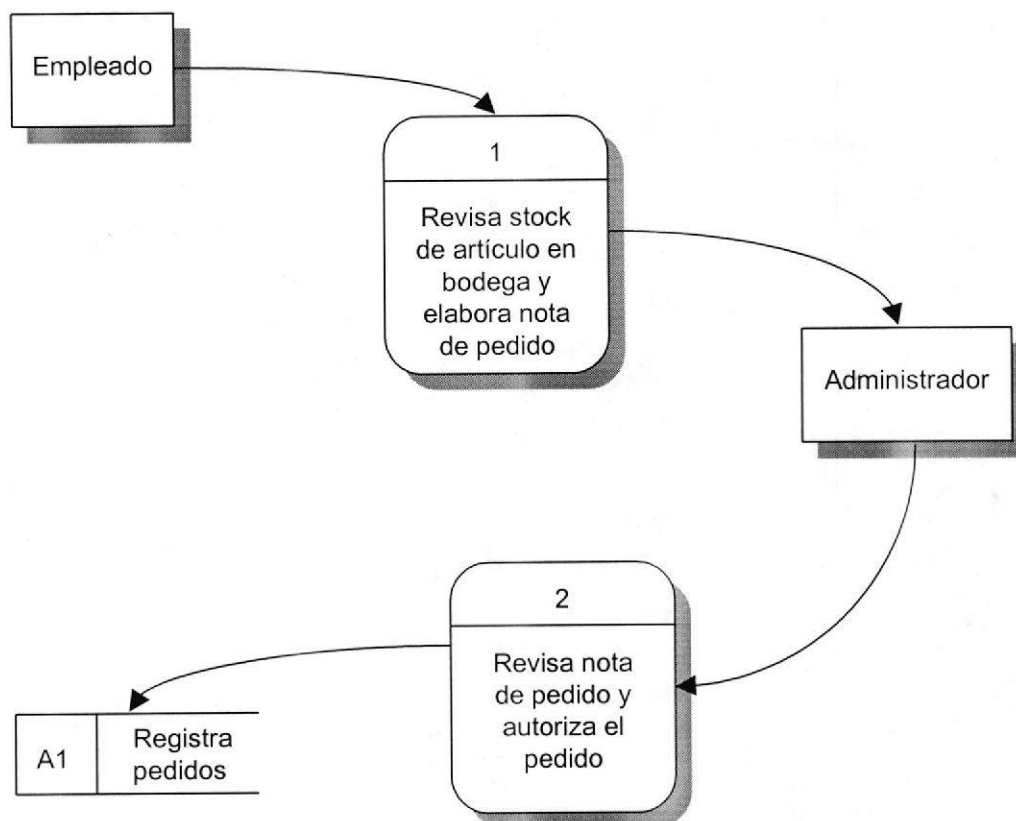 Empleado
1
Revisa stock
de artículo en
bodega y
elabora nota
de pedido
Administrador
2
Revisa nota
de pedido y
autoriza el
pedido
A1
Registra
pedidos